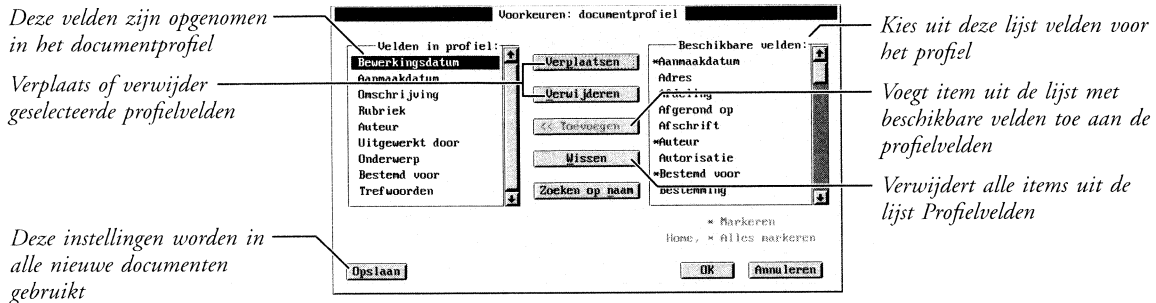 Deze velden zijn opgenomen
in het documentprofiel
Verplaats of verwijder
geselecteerde profielvelden
Deze instellingen worden in
alle nieuwe documenten
gebruikt
Voorkeuren: documentprofiel
Velden in profiel:
Bewerkingsdatum
Aanmaakdatum
Omschrijving
Rubriek
Auteur
Uitgewerkt door
Onderwerp
Bestemd voor
Trefwoorden
Verplaatsen
Verwijderen
<< Toevoegen
Wissen
Zoeken op naam
Beschikbare velden:
*Aanmaakdatum
Adres
Afdeling
Afgerond op
Afschrift
*Auteur
Autorisatie
*Bestemd voor
Bestemming
* Markeren
Home, * Alles markeren
Opslaan
OK
Annuleren
Kies uit deze lijst velden voor
het profiel
Voegt item uit de lijst met
beschikbare velden toe aan de
profielvelden
Verwijdert alle items uit de
lijst Profielvelden